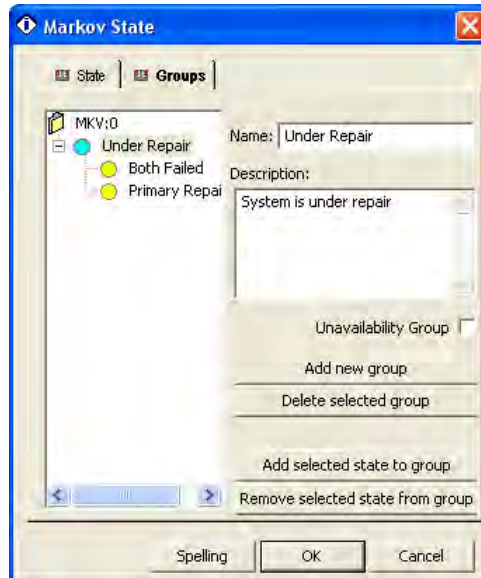 Markov State
State
Groups
MKV:0
Under Repair
Both Failed
Primary Repai
Name: Under Repair
Description:
System is under repair
Unavailability Group
Add new group
Delete selected group
Add selected state to group
Remove selected state from group
Spelling
OK
Cancel